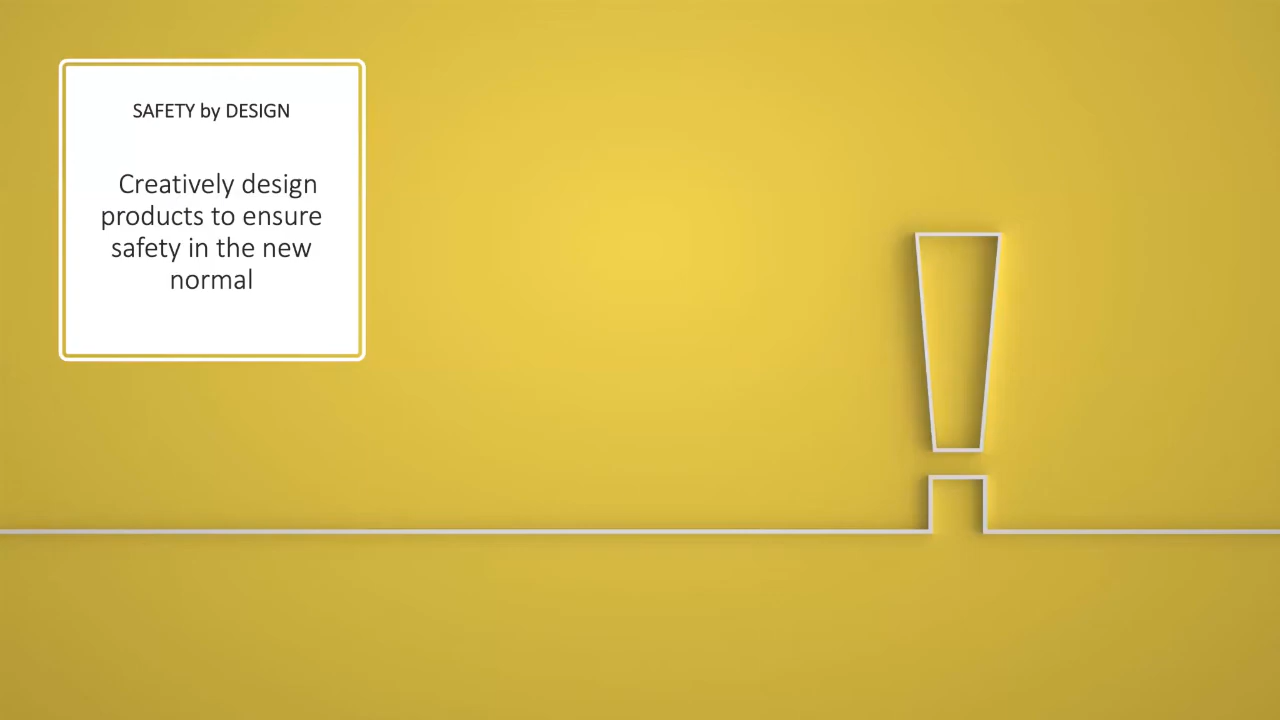 SAFETY by DESIGN
Creatively design
products to ensure
safety in the new
normal